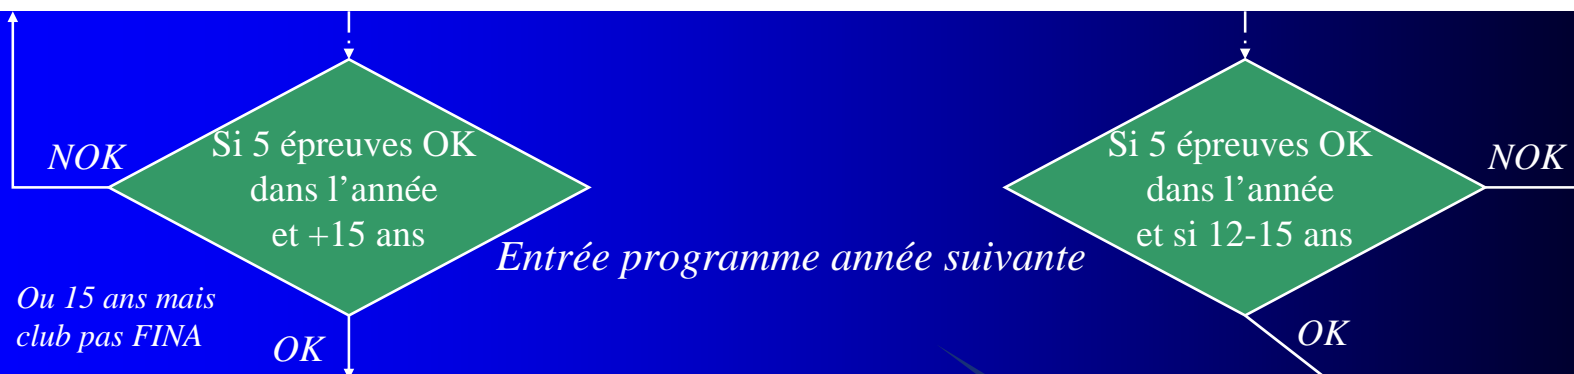 NOK
Si 5 épreuves OK
dans l’année
et +15 ans
Ou 15 ans mais
club pas FINA
OK
Entrée programme année suivante
Si 5 épreuves OK
dans l’année
et si 12-15 ans
NOK
OK